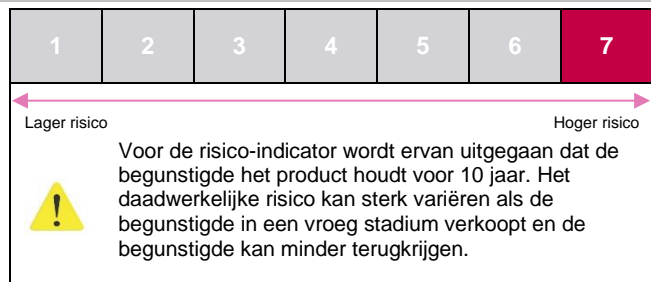 1 2 3 4 5 6 7
Lager risico Hoger risico
Voor de risico-indicator wordt ervan uitgegaan dat de
begunstigde het product houdt voor 10 jaar. Het
daadwerkelijke risico kan sterk variëren als de
begunstigde in een vroeg stadium verkoopt en de
begunstigde kan minder terugkrijgen.